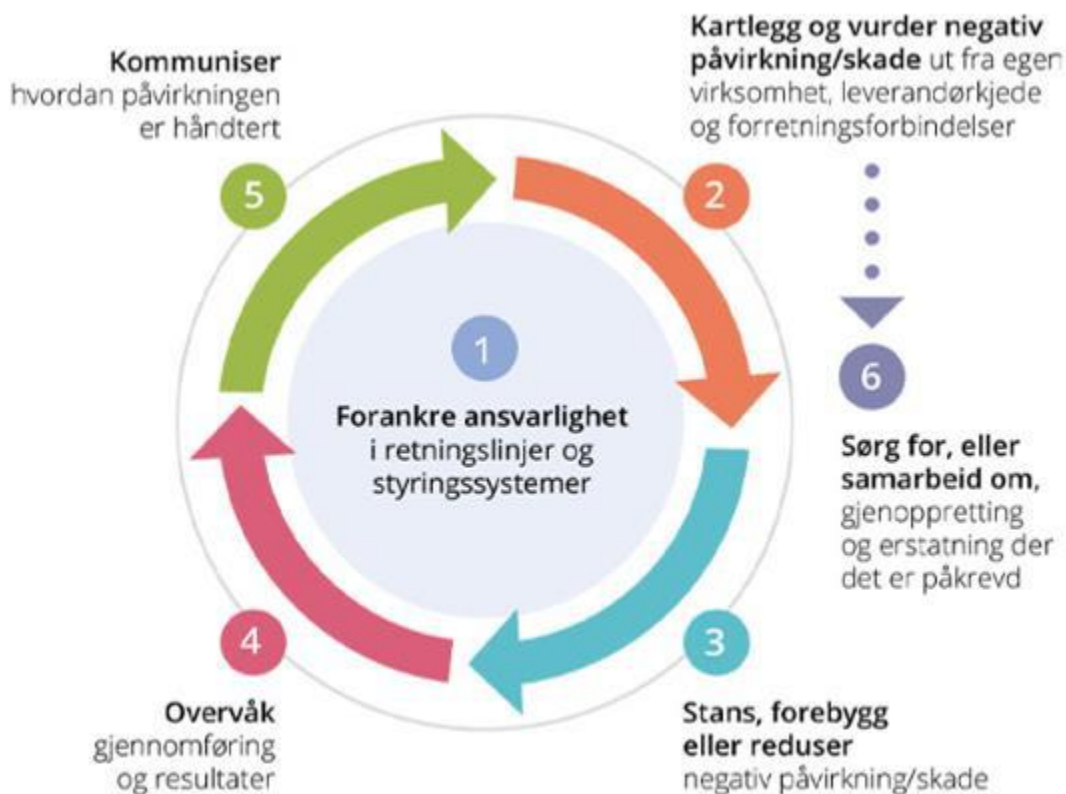 Kommuniser
hvordan påvirkningen
er håndtert
5
Kartlegg og vurder negativ
påvirkning/skade ut fra egen
virksomhet, leverandørkjede
og forretningsforbindelser
2
1
Forankre ansvarlighet
i retningslinjer og
styringssystemer
6
Sørg for, eller
samarbeid om,
gjenoppretting
og erstatning der
det er påkrevd
4
Overvåk
gjennomføring
og resultater
3
Stans, forebygg
eller reduser
negativ påvirkning/skade